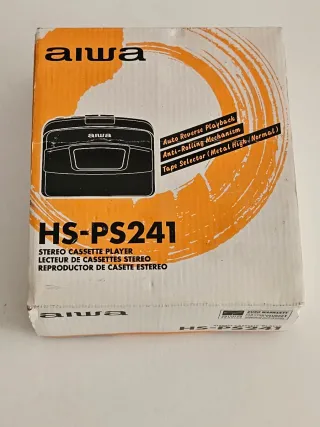 aiwa
aiwa
Auto Reverse Playback
Anti-Rolling Mechanism
Tape Selector (Metal High/Normal)
HS-PS241
STEREO CASSETTE PLAYER
LECTEUR DE CASSETTES STEREO
REPRODUCTOR DE CASETE ESTEREO
aiwa
HS-PS241